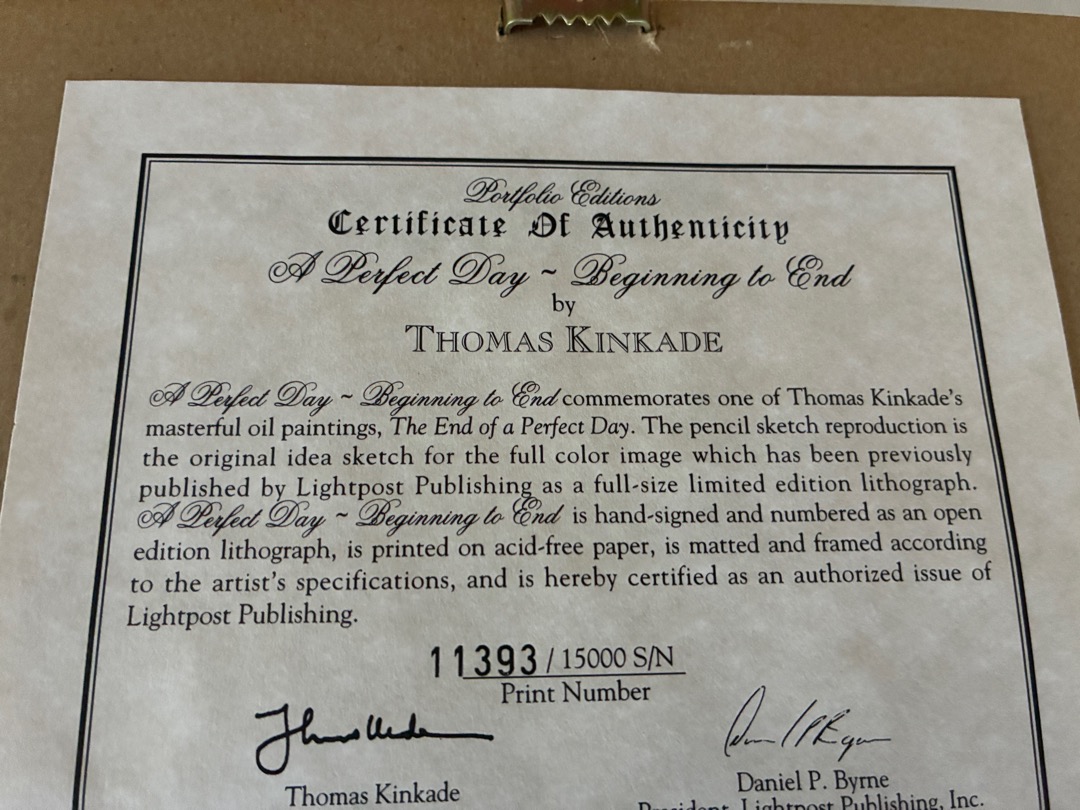 Portfolio Editions
Certificate Of Authenticity
A Perfect Day ~ Beginning to End
by
THOMAS KINKADE
A Perfect Day ~ Beginning to End commemorates one of Thomas Kinkade's
masterful oil paintings, The End of a Perfect Day. The pencil sketch reproduction is
the original idea sketch for the full color image which has been previously
published by Lightpost Publishing as a full-size limited edition lithograph.
A Perfect Day ~ Beginning to End is hand-signed and numbered as an open
edition lithograph, is printed on acid-free paper, is matted and framed according
to the artist's specifications, and is hereby certified as an authorized issue of
Lightpost Publishing.
11393 / 15000 S/N
Print Number
Thomas Kinkade
Daniel P. Byrne
President, Lightpost Publishing, Inc.